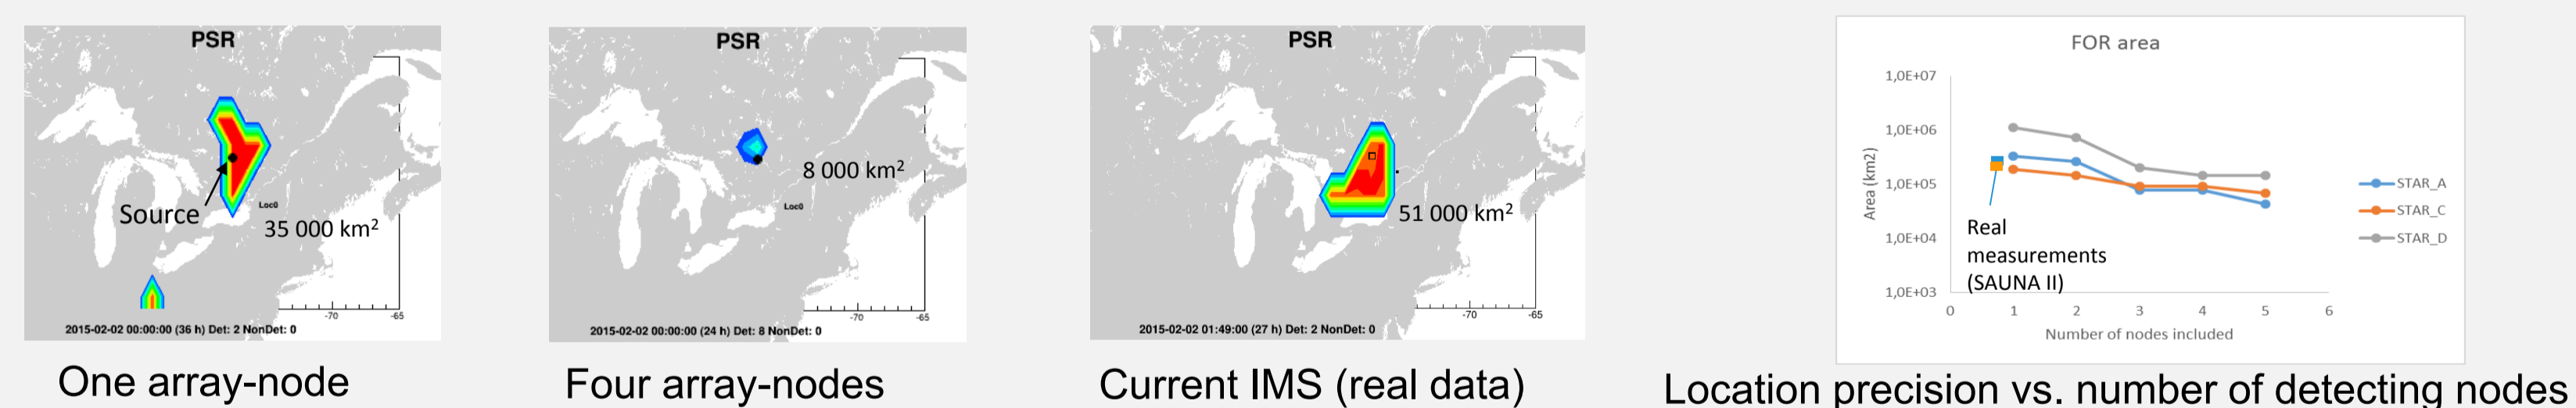 PSR
Source
Loc0
35 000 km2
-70 -65
2015-02-02 00:00:00 (36 h) Det: 2 NonDet: 0
One array-node
PSR
8 000 km2
Loc0
-70 -65
2015-02-02 00:00:00 (24 h) Det: 8 NonDet: 0
Four array-nodes
PSR
51 000 km2
-70 -65
2015-02-02 01:49:00 (27 h) Det: 2 NonDet: 0
Current IMS (real data)
FOR area
1,0E+07
1,0E+06
1,0E+05
1,0E+04
1,0E+03
Area (km2)
Real
measurements
(SAUNA II)
0 1 2 3 4 5 6
Number of nodes included
STAR_A
STAR_C
STAR_D
Location precision vs. number of detecting nodes